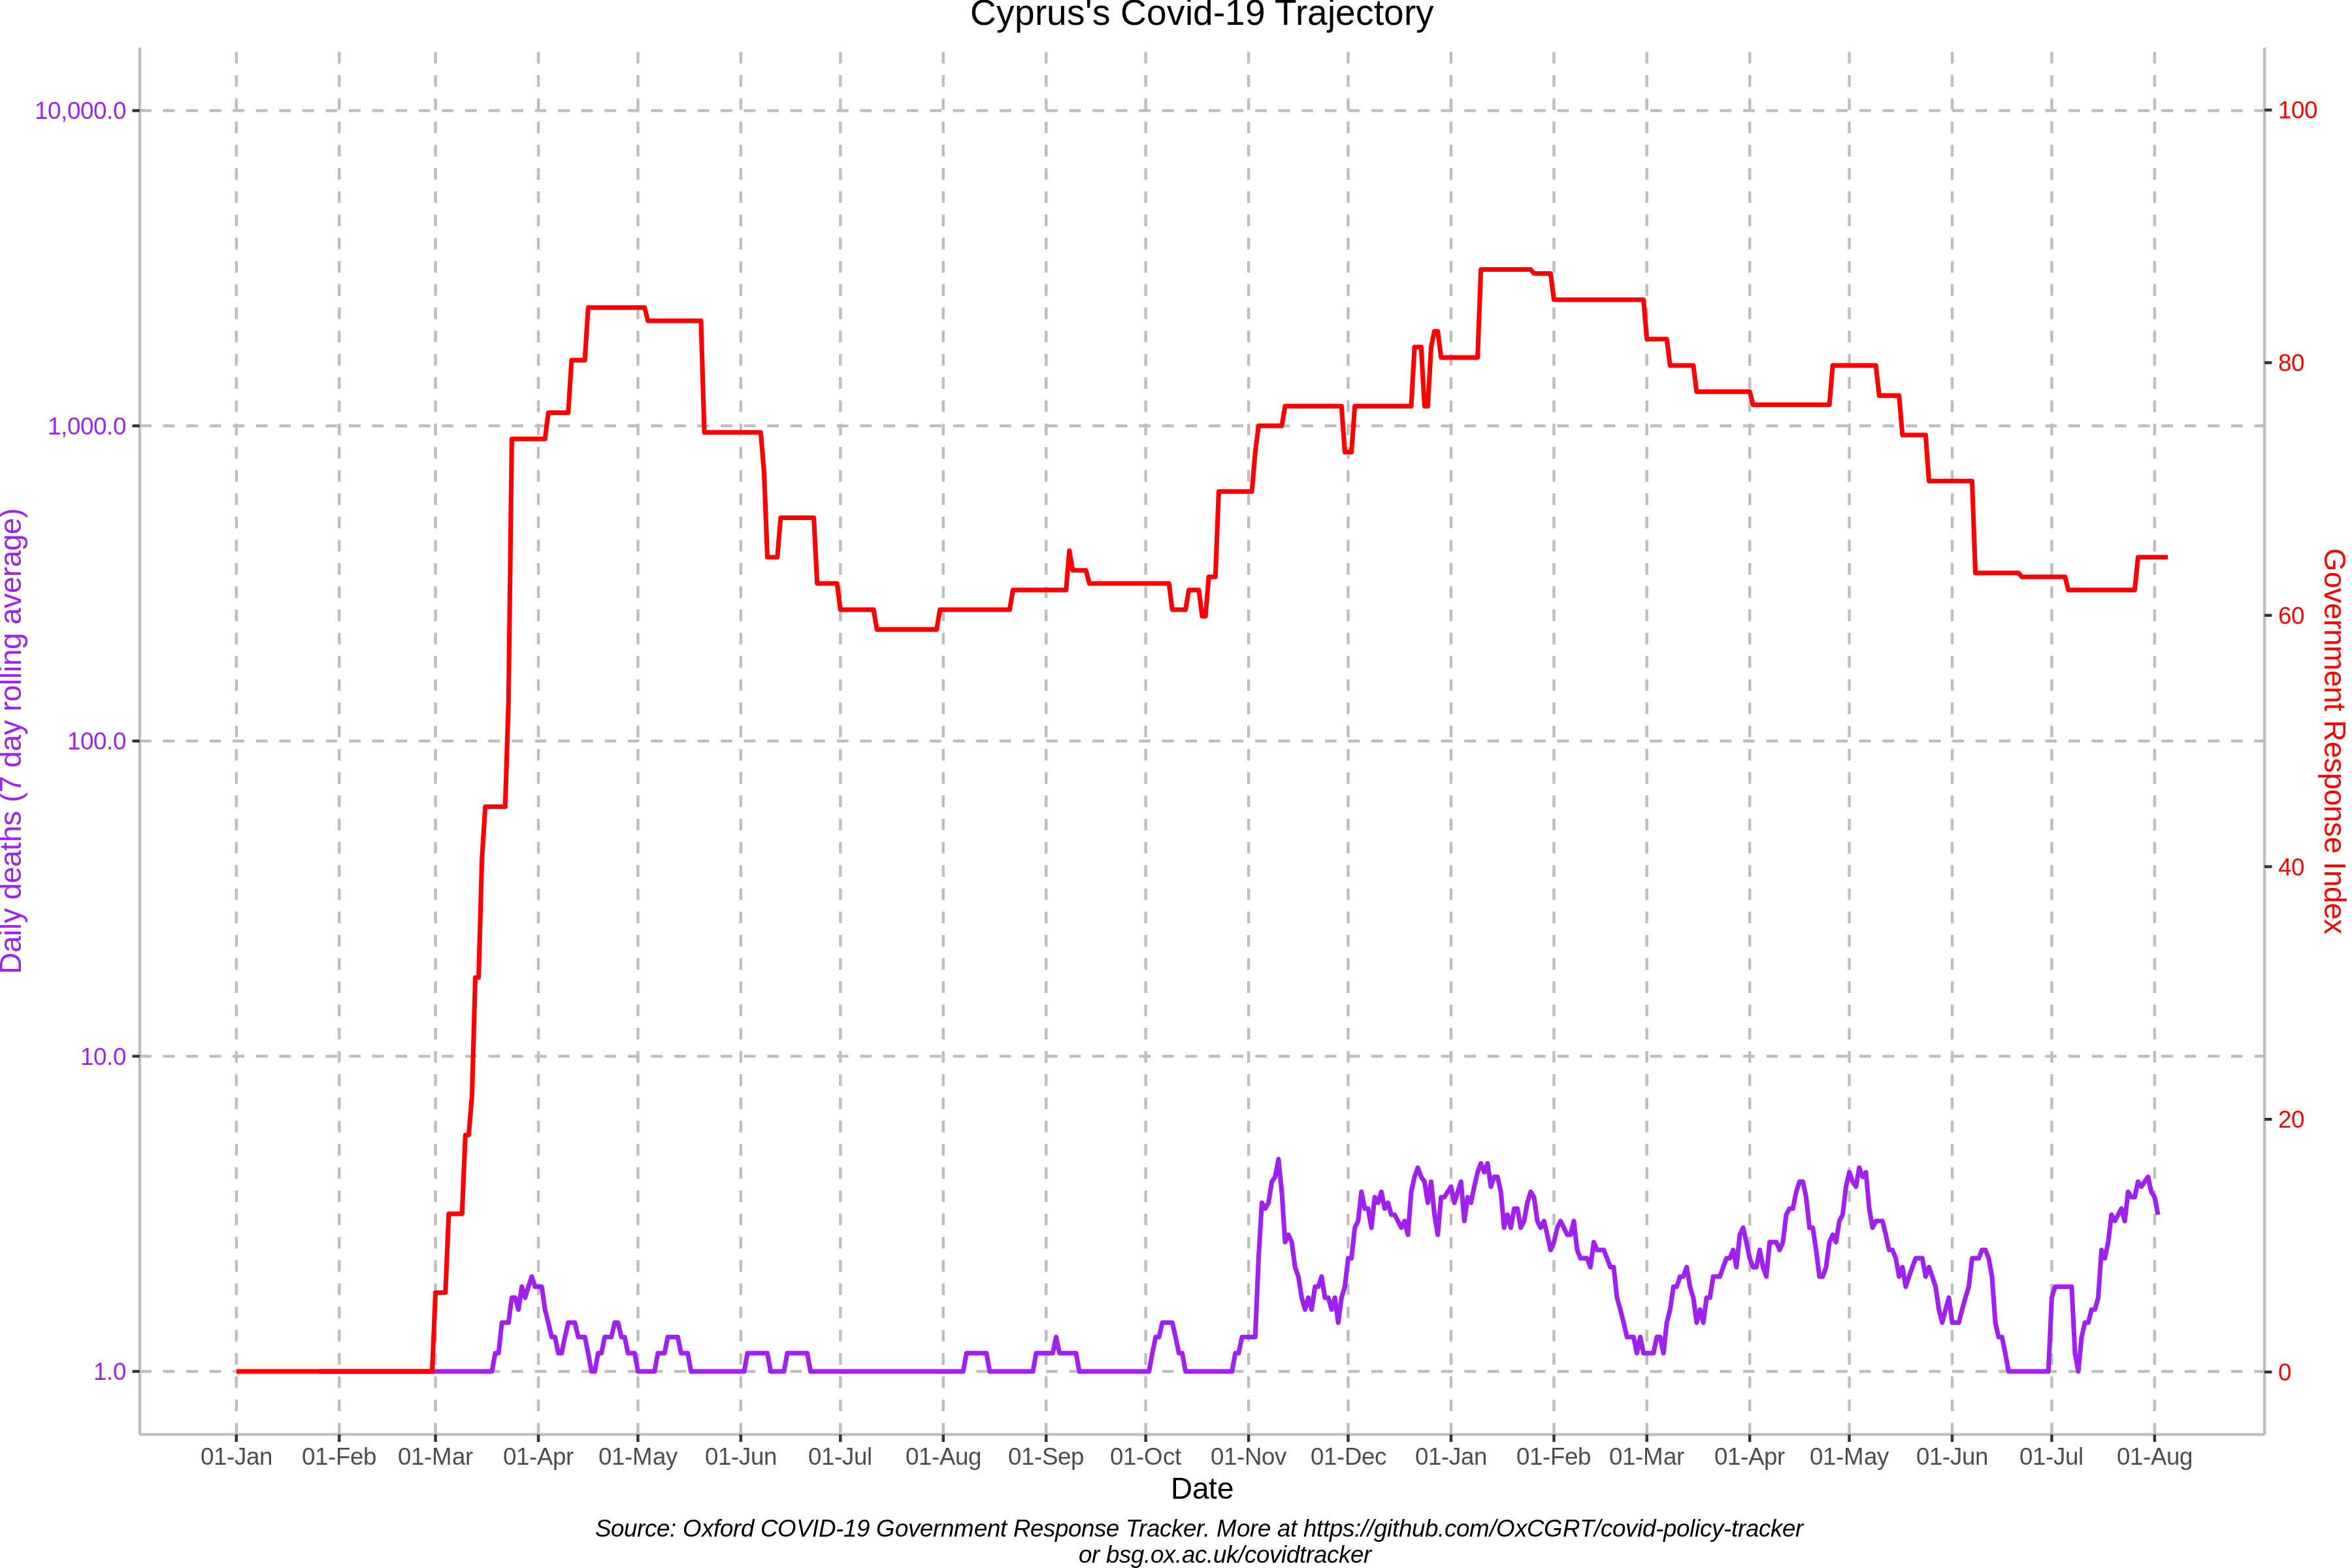 Cyprus's Covid-19 Trajectory
10,000.0
1,000.0
100.0
10.0
1.0
Daily deaths (7 day rolling average)
100
80
60
40
20
0
Government Response Index
01-Jan 01-Feb 01-Mar 01-Apr 01-May 01-Jun 01-Jul 01-Aug 01-Sep 01-Oct 01-Nov 01-Dec 01-Jan 01-Feb 01-Mar 01-Apr 01-May 01-Jun 01-Jul 01-Aug
Date
Source: Oxford COVID-19 Government Response Tracker. More at https://github.com/OxCGRT/covid-policy-tracker
or bsg.ox.ac.uk/covidtracker